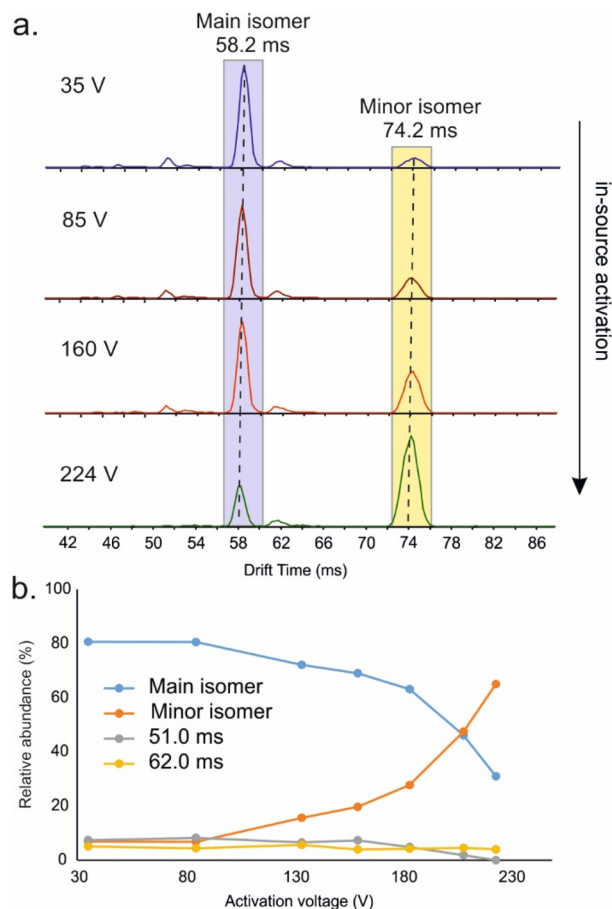 a.
Main isomer
58.2 ms
35 V
Minor isomer
74.2 ms
85 V
160 V
224 V
in-source activation
42 46 50 54 58 62 66 70 74 78 82 86
Drift Time (ms)
b.
100
80
60
40
20
0
Relative abundance (%)
Main isomer
Minor isomer
51.0 ms
62.0 ms
30 80 130 180 230
Activation voltage (V)